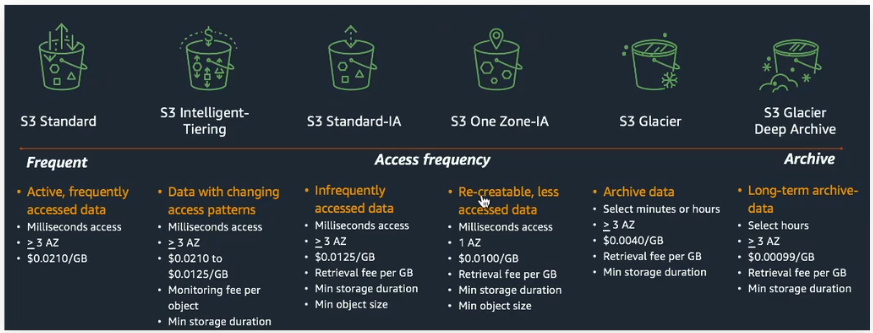 S3 Standard
S3 Intelligent-
Tiering
S3 Standard-IA
S3 One Zone-IA
S3 Glacier
S3 Glacier
Deep Archive
Frequent
Access frequency
Archive
• Active, frequently
accessed data
• Milliseconds access
• ≥ 3 AZ
• $0.0210/GB
• Data with changing
access patterns
• Milliseconds access
• ≥ 3 AZ
• $0.0210 to
$0.0125/GB
• Monitoring fee per
object
• Min storage duration
• Infrequently
accessed data
• Milliseconds access
• ≥ 3 AZ
• $0.0125/GB
• Retrieval fee per GB
• Min storage duration
• Min object size
• Re-creatable, less
accessed data
• Milliseconds access
• 1 AZ
• $0.0100/GB
• Retrieval fee per GB
• Min storage duration
• Min object size
• Archive data
• Select minutes or hours
• ≥ 3 AZ
• $0.0040/GB
• Retrieval fee per GB
• Min storage duration
• Long-term archive-
data
• Select hours
• ≥ 3 AZ
• $0.00099/GB
• Retrieval fee per GB
• Min storage duration